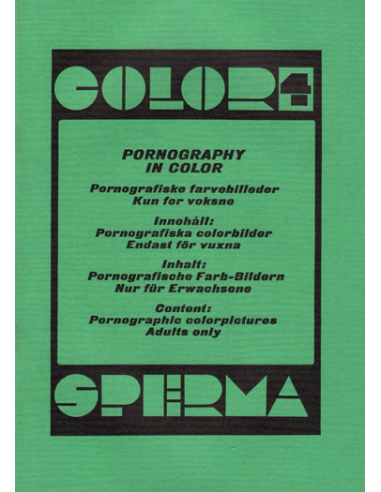 COLOR 4
PORNOGRAPHY
IN COLOR
Pornografiske farvebilleder
Kun for voksne
Innehåll:
Pornografiska colorbilder
Endast för vuxna
Inhalt:
Pornografische Farb-Bildern
Nur für Erwachsene
Content:
Pornographic colorpictures
Adults only
SPERMA